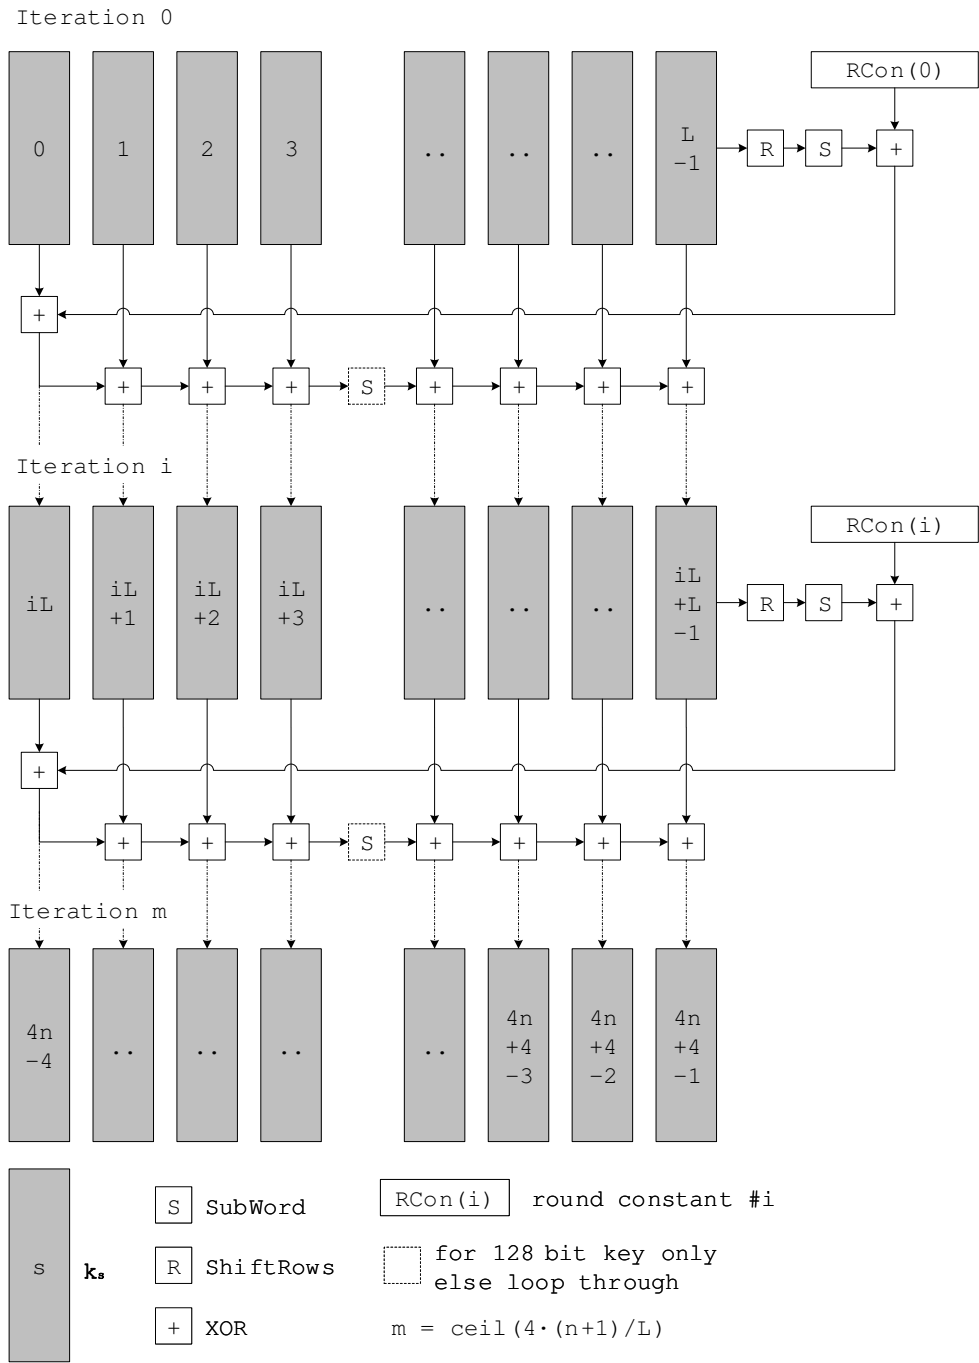 Iteration 0
0 1 2 3 .. .. .. L -1
RCon(0)
R S +
+
+ + + S + + + +
Iteration i
iL iL +1 iL +2 iL +3 .. .. .. iL +L -1
RCon(i)
R S +
+
+ + + S + + + +
Iteration m
4n -4 .. .. .. .. 4n +4 -3 4n +4 -2 4n +4 -1
s ks
S SubWord
R ShiftRows
+ XOR
RCon(i) round constant #i
for 128 bit key only
else loop through
m = ceil(4·(n+1)/L)